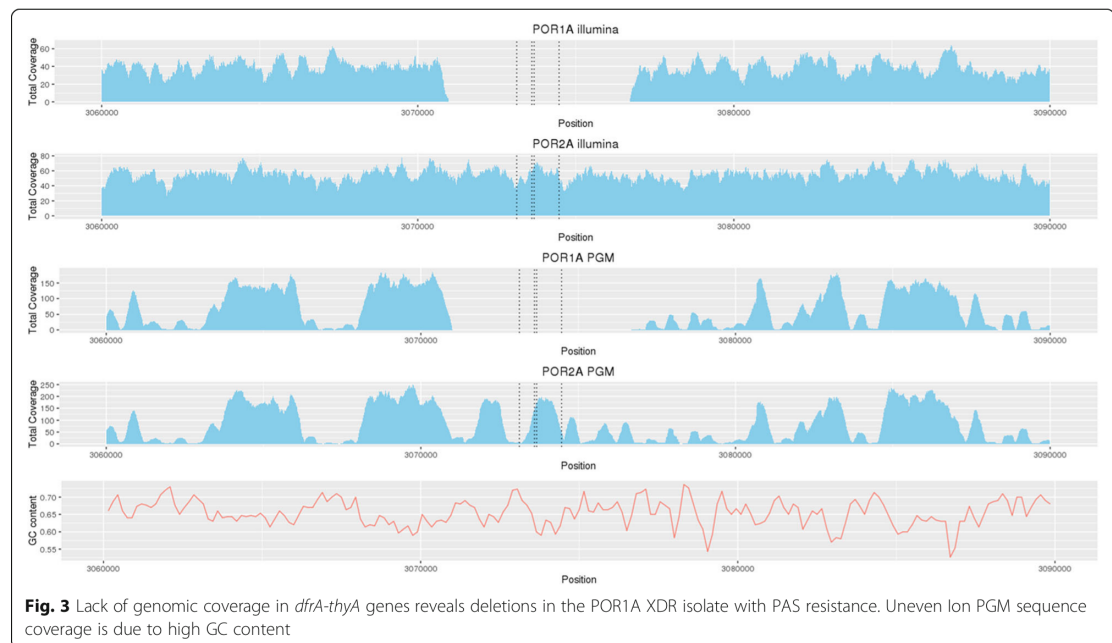 POR1A illumina
Total Coverage
60
40
20
0
3060000 3070000 3080000 3090000
Position
POR2A illumina
Total Coverage
80
60
40
20
0
3060000 3070000 3080000 3090000
Position
POR1A PGM
Total Coverage
150
100
50
0
3060000 3070000 3080000 3090000
Position
POR2A PGM
Total Coverage
250
200
150
100
50
0
3060000 3070000 3080000 3090000
Position
GC content
0.70
0.65
0.60
0.55
3060000 3070000 3080000 3090000
Position
Fig. 3 Lack of genomic coverage in dfrA-thyA genes reveals deletions in the POR1A XDR isolate with PAS resistance. Uneven Ion PGM sequence
coverage is due to high GC content